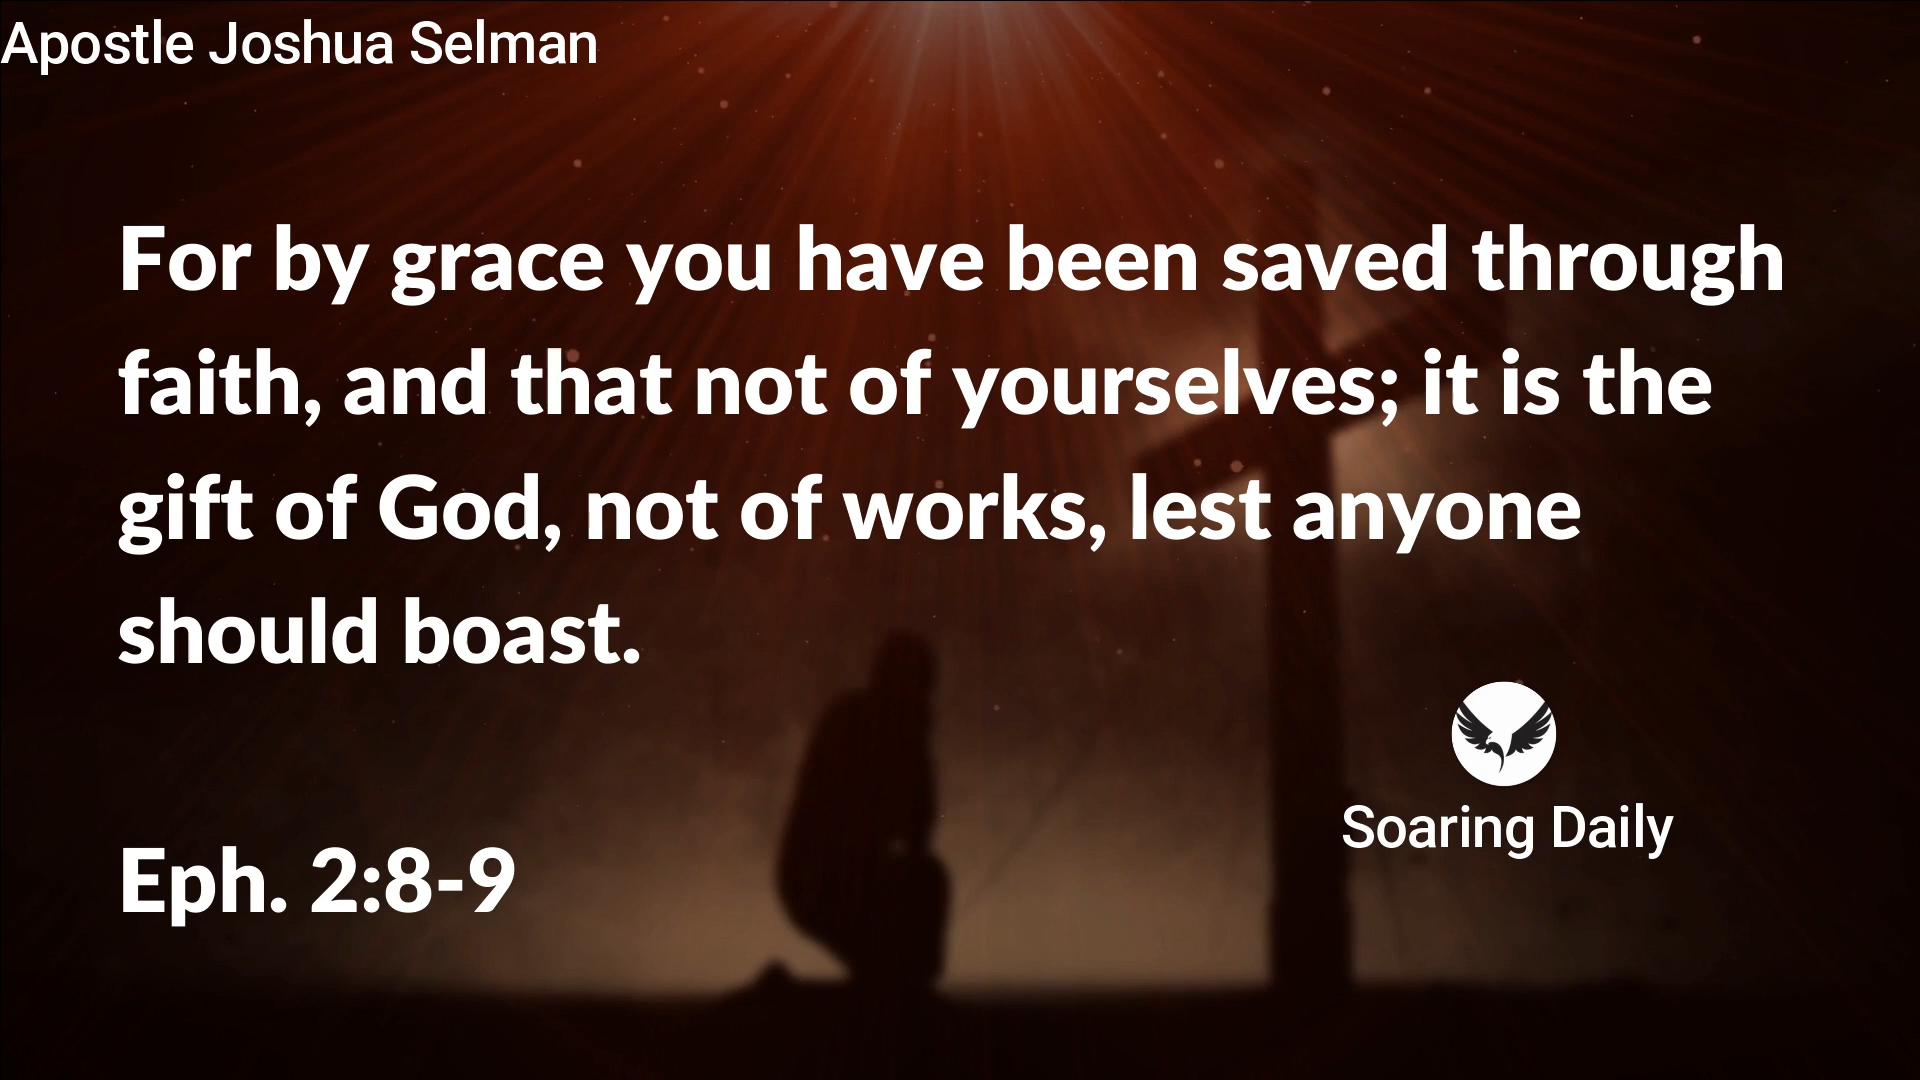 Apostle Joshua Selman
For by grace you have been saved through
faith, and that not of yourselves; it is the
gift of God, not of works, lest anyone
should boast.
Eph. 2:8-9
Soaring Daily